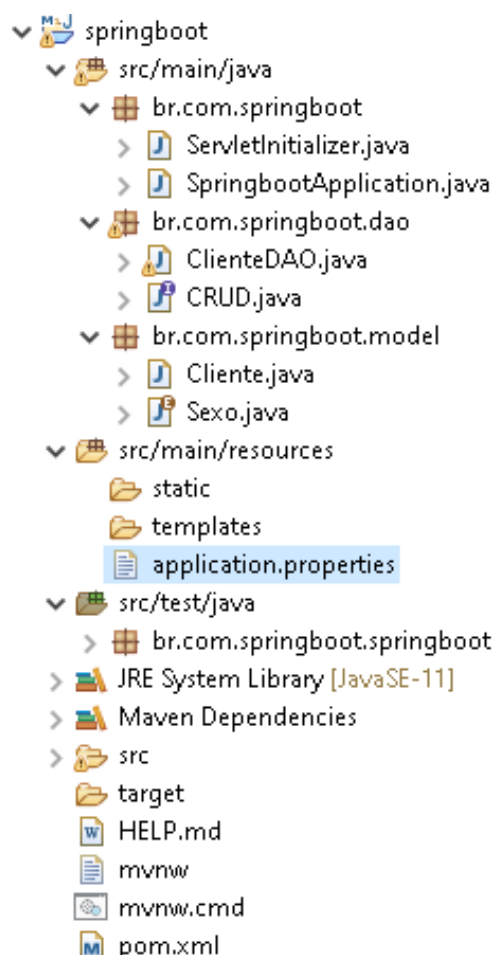 springboot
src/main/java
br.com.springboot
ServletInitializer.java
SpringbootApplication.java
br.com.springboot.dao
ClienteDAO.java
CRUD.java
br.com.springboot.model
Cliente.java
Sexo.java
src/main/resources
static
templates
application.properties
src/test/java
br.com.springboot.springboot
JRE System Library [JavaSE-11]
Maven Dependencies
src
target
HELP.md
mvnw
mvnw.cmd
pom.xml